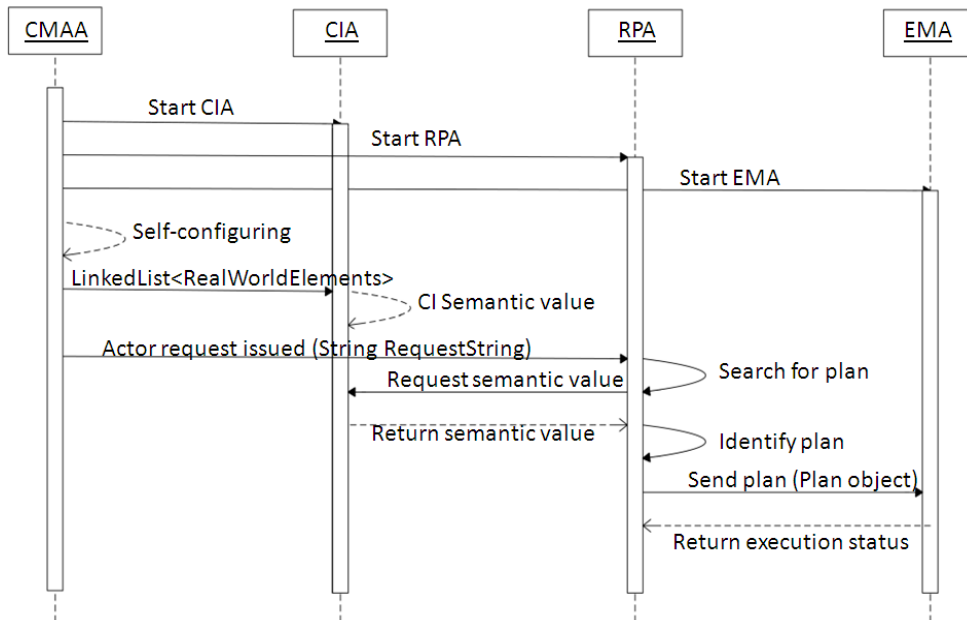 CMAA
CIA
RPA
EMA
Start CIA
Start RPA
Start EMA
Self-configuring
LinkedList<RealWorldElements>
CI Semantic value
Actor request issued (String RequestString)
Search for plan
Request semantic value
Return semantic value
Identify plan
Send plan (Plan object)
Return execution status